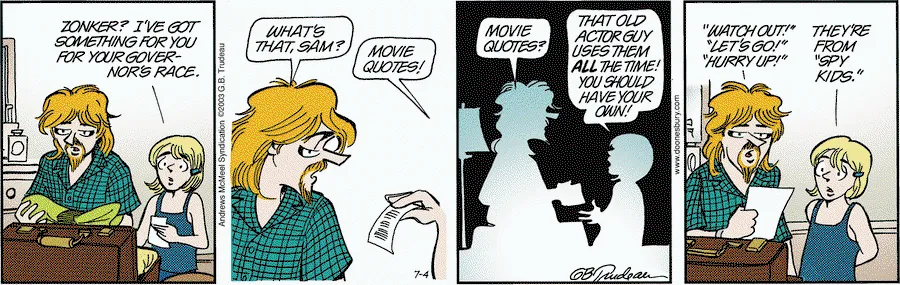 ZONKER? I'VE GOT
SOMETHING FOR YOU
FOR YOUR GOVER-
NOR'S RACE.
Andrews McMeel Syndication ©2003 G.B. Trudeau
WHAT'S
THAT, SAM?
MOVIE
QUOTES!
7-4
MOVIE
QUOTES?
THAT OLD
ACTOR GUY
USES THEM
ALL THE TIME!
YOU SHOULD
HAVE YOUR
OWN!
GBTrudeau
www.doonesbury.com
"WATCH OUT!"
"LET'S GO!"
"HURRY UP!"
THEY'RE
FROM
"SPY
KIDS."